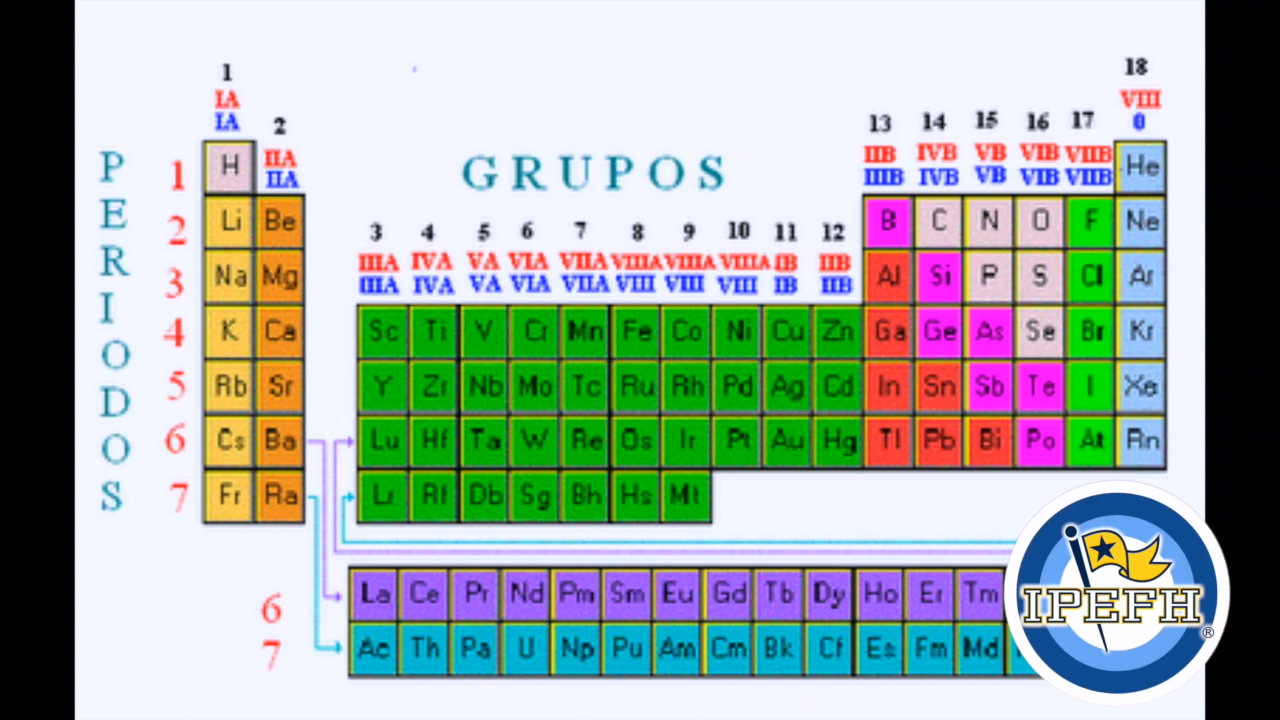 1 18
IA VIII
IA 2 13 14 15 16 17 0
H IIA GRUPOS IIB IVB VB VIB VIIB He
IIA IIIB IVB VB VIB VIIB
PERIODOS
1
2 Li Be B C N O F Ne
3 4 5 6 7 8 9 10 11 12
IIIA IVA VA VIA VIIA VIIIA VIIIA VIIIA IB IIB
IIIA IVA VA VIA VIIA VIII VIII VIII IB IIB
3 Na Mg Al Si P S Cl Ar
4 K Ca Sc Ti V Cr Mn Fe Co Ni Cu Zn Ga Ge As Se Br Kr
5 Rb Sr Y Zr Nb Mo Tc Ru Rh Pd Ag Cd In Sn Sb Te I Xe
6 Cs Ba Lu Hf Ta W Re Os Ir Pt Au Hg Tl Pb Bi Po At Rn
7 Fr Ra Lr Rf Db Sg Bh Hs Mt
6 La Ce Pr Nd Pm Sm Eu Gd Tb Dy Ho Er Tm
7 Ac Th Pa U Np Pu Am Cm Bk Cf Es Fm Md
IPEFH®